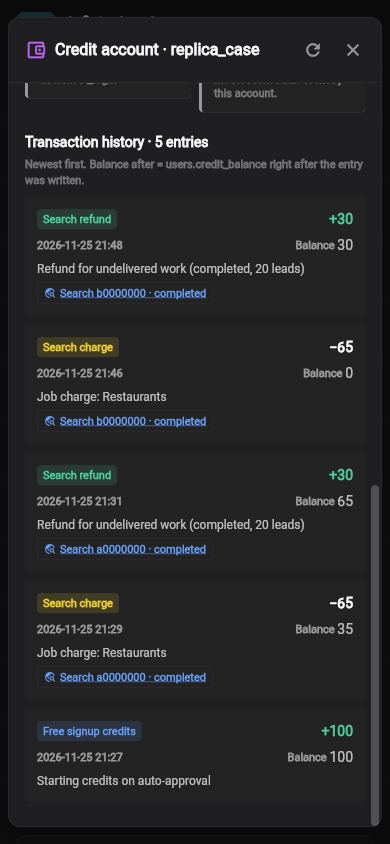 Credit account · replica_case
this account.
Transaction history · 5 entries
Newest first. Balance after = users.credit_balance right after the entry
was written.
Search refund +30
2026-11-25 21:48 Balance 30
Refund for undelivered work (completed, 20 leads)
Search b0000000 · completed
Search charge −65
2026-11-25 21:46 Balance 0
Job charge: Restaurants
Search b0000000 · completed
Search refund +30
2026-11-25 21:31 Balance 65
Refund for undelivered work (completed, 20 leads)
Search a0000000 · completed
Search charge −65
2026-11-25 21:29 Balance 35
Job charge: Restaurants
Search a0000000 · completed
Free signup credits +100
2026-11-25 21:27 Balance 100
Starting credits on auto-approval